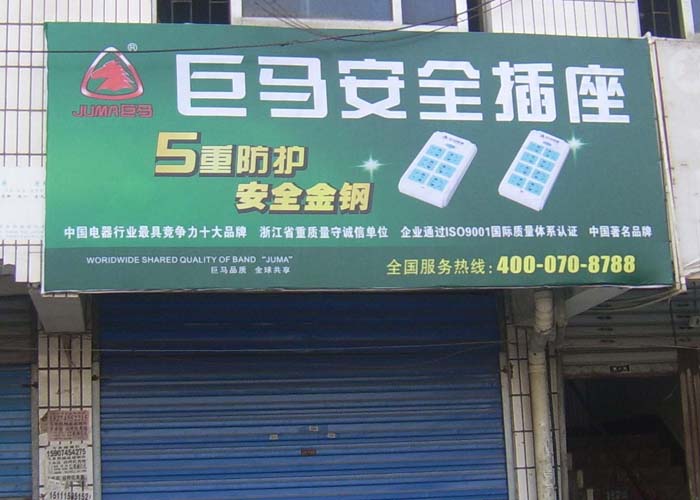 ®
JUMA巨马
巨马安全插座
5重防护
安全金钢
中国电器行业最具竞争力十大品牌 浙江省重质量守诚信单位 企业通过ISO9001国际质量体系认证 中国著名品牌
WORIDWIDE SHARED QUALITY OF BAND “JUMA”
巨马品质 全球共享
全国服务热线：400-070-8788
15907454275
15111595152